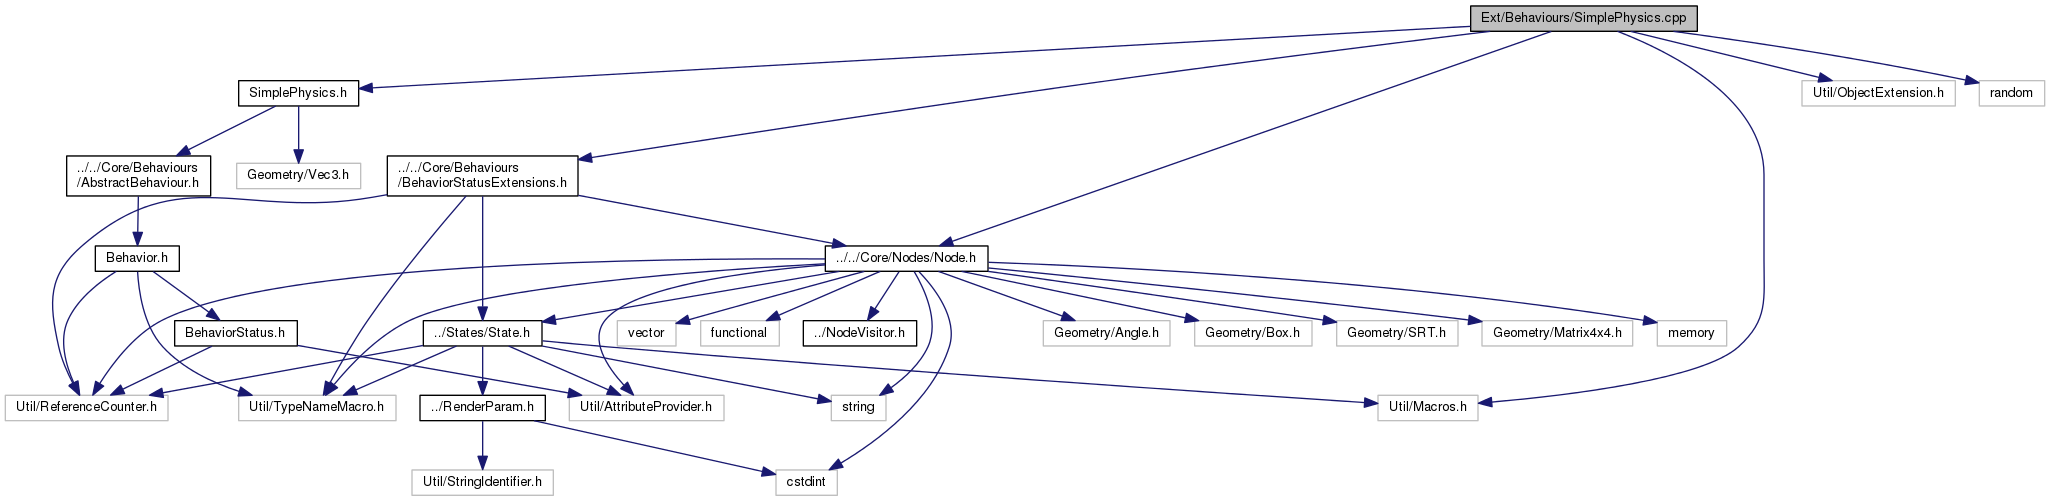 Ext/Behaviours/SimplePhysics.cpp
SimplePhysics.h
Util/ObjectExtension.h
random
../../Core/Behaviours
/AbstractBehaviour.h
Geometry/Vec3.h
../../Core/Behaviours
/BehaviorStatusExtensions.h
Behavior.h
../../Core/Nodes/Node.h
BehaviorStatus.h
../States/State.h
vector
functional
../NodeVisitor.h
Geometry/Angle.h
Geometry/Box.h
Geometry/SRT.h
Geometry/Matrix4x4.h
memory
Util/ReferenceCounter.h
Util/TypeNameMacro.h
../RenderParam.h
Util/AttributeProvider.h
string
Util/Macros.h
Util/StringIdentifier.h
cstdint